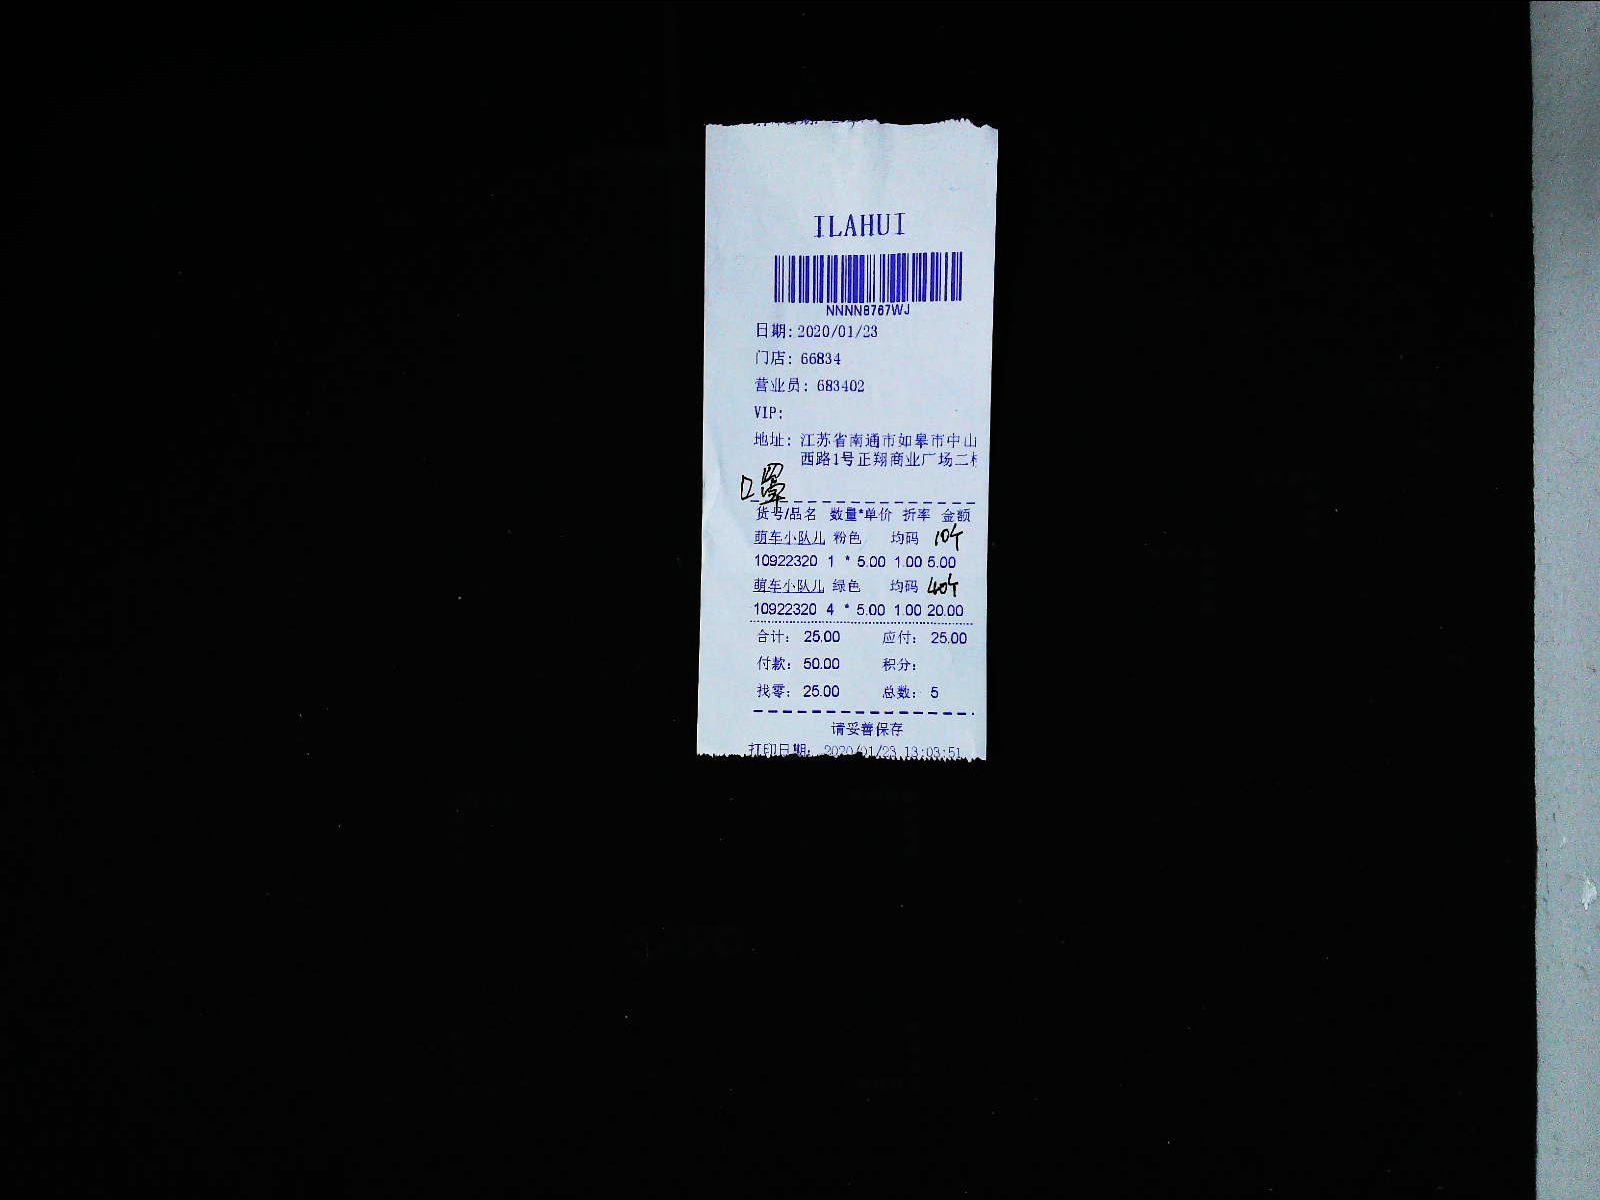 ILAHUI
NNNN8767WJ
日期: 2020/01/23
门店: 66834
营业员: 683402
VIP:
地址: 江苏省南通市如皋市中山
西路1号正翔商业广场二
口罩
货号/品名 数量*单价 折率 金额
萌车小队儿 粉色 均码 10个
10922320 1 * 5.00 1.00 5.00
萌车小队儿 绿色 均码 40个
10922320 4 * 5.00 1.00 20.00
合计: 25.00 应付: 25.00
付款: 50.00 积分:
找零: 25.00 总数: 5
请妥善保存
打印日期: 2020/01/23 13:03:51